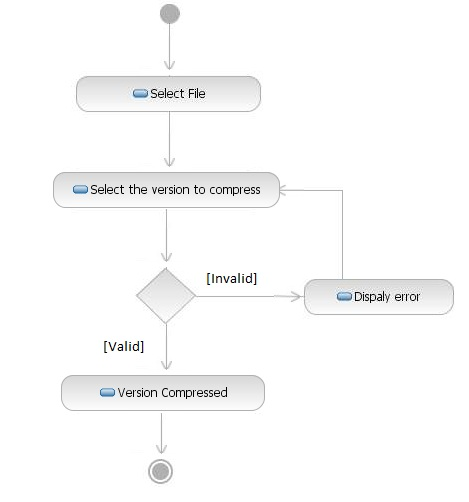 Select File
Select the version to compress
[Invalid]
Dispaly error
[Valid]
Version Compressed